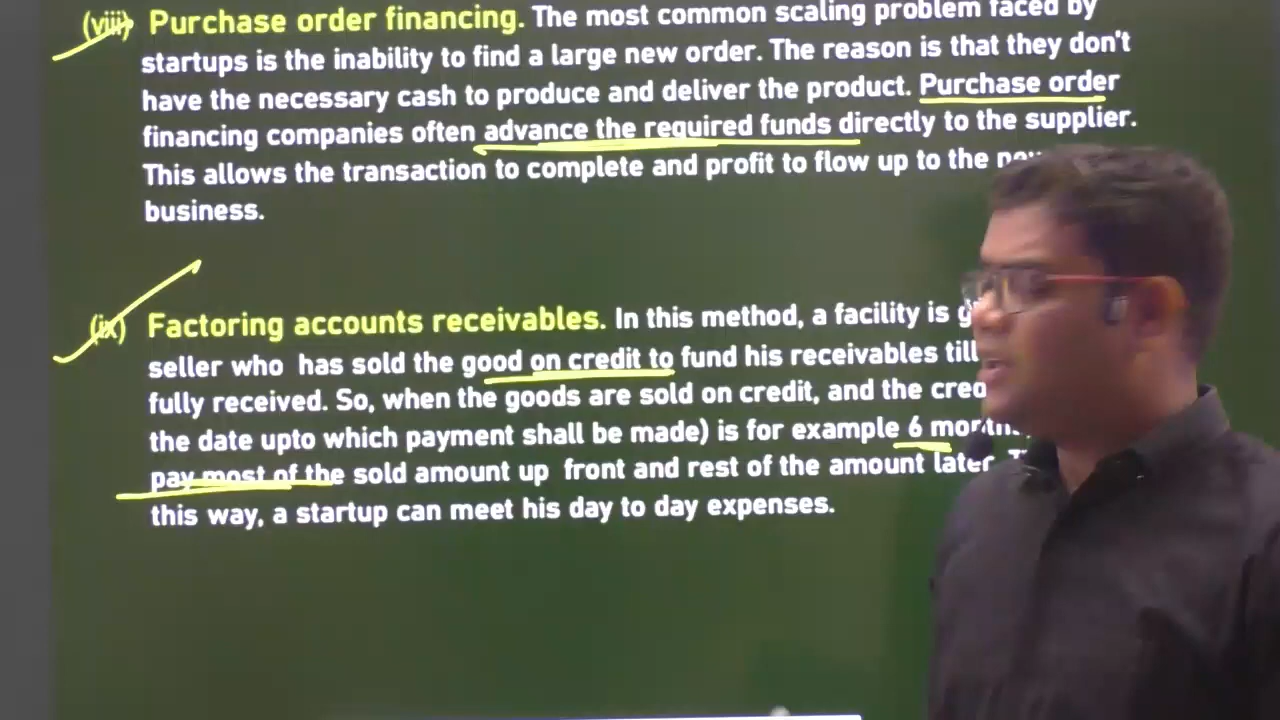 (viii) Purchase order financing. The most common scaling problem faced by
startups is the inability to find a large new order. The reason is that they don't
have the necessary cash to produce and deliver the product. Purchase order
financing companies often advance the required funds directly to the supplier.
This allows the transaction to complete and profit to flow up to the
business.
(ix) Factoring accounts receivables. In this method, a facility is
seller who has sold the good on credit to fund his receivables till
fully received. So, when the goods are sold on credit, and the
the date upto which payment shall be made) is for example 6
pay most of the sold amount up front and rest of the amount later.
this way, a startup can meet his day to day expenses.